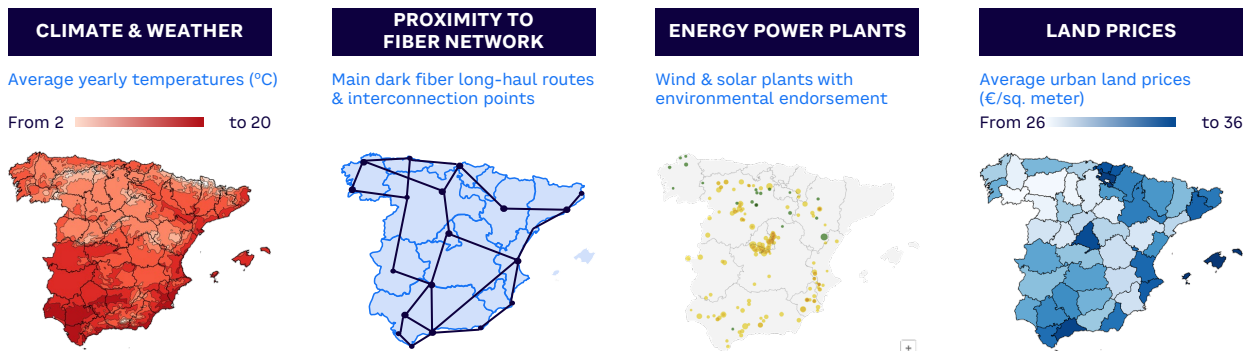 CLIMATE & WEATHER
Average yearly temperatures (ºC)
From 2
to 20
PROXIMITY TO
FIBER NETWORK
Main dark fiber long-haul routes
& interconnection points
ENERGY POWER PLANTS
Wind & solar plants with
environmental endorsement
+
LAND PRICES
Average urban land prices
(€/sq. meter)
From 26
to 36